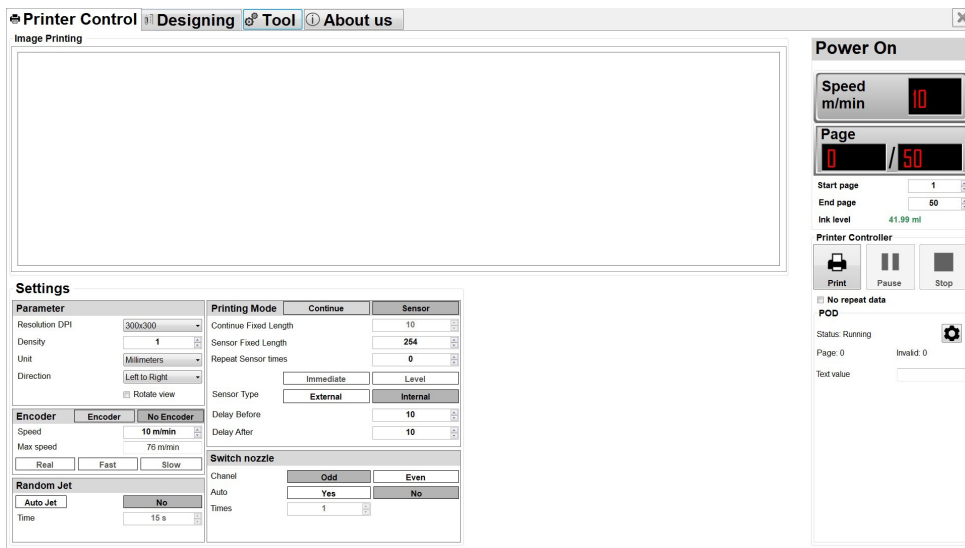 Printer Control Designing Tool About us
Image Printing
Power On
Speed
m/min
10
Page
0 / 50
Start page 1
End page 50
Ink level 41.99 ml
Printer Controller
Print Pause Stop
No repeat data
POD
Status: Running
Page: 0 Invalid: 0
Text value
Settings
Parameter
Resolution DPI 300x300
Density 1
Unit Millimeters
Direction Left to Right
Rotate view
Encoder Encoder No Encoder
Speed 10 m/min
Max speed 76 m/min
Real Fast Slow
Random Jet
Auto Jet No
Time 15 s
Printing Mode Continue Sensor
Continue Fixed Length 10
Sensor Fixed Length 254
Repeat Sensor times 0
Immediate Level
Sensor Type External Internal
Delay Before 10
Delay After 10
Switch nozzle
Chanel Odd Even
Auto Yes No
Times 1